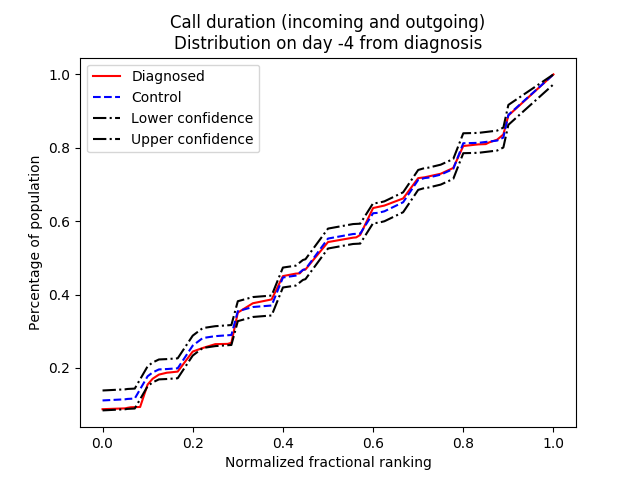 Call duration (incoming and outgoing)
Distribution on day -4 from diagnosis
Diagnosed
Control
Lower confidence
Upper confidence
Percentage of population
1.0
0.8
0.6
0.4
0.2
0.0
0.2
0.4
0.6
0.8
1.0
Normalized fractional ranking